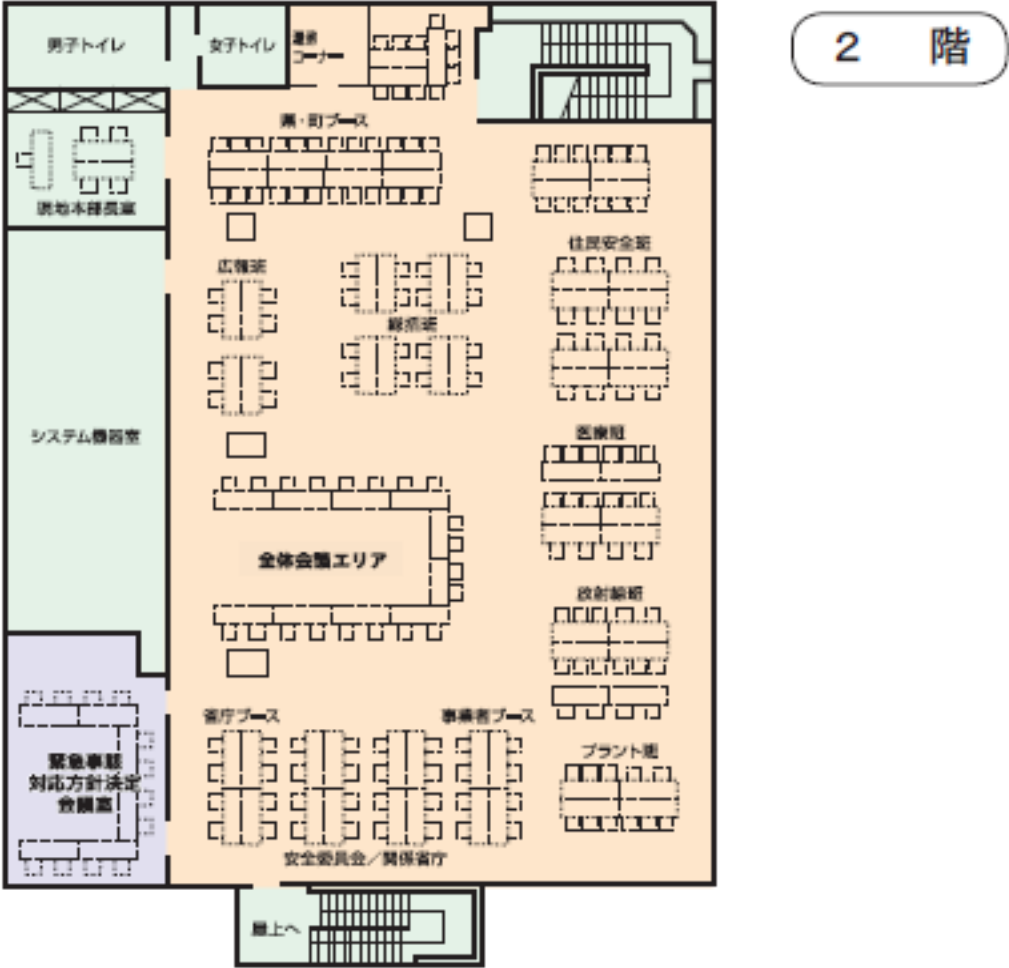 2 階
男子トイレ
女子トイレ
コーナー
県・町ブース
現地本部長室
住民安全班
広報班
総括班
システム機器室
医療班
全体会議エリア
放射線班
省庁ブース
事業者ブース
緊急事態
対応方針決定
会議室
プラント班
安全委員会／関係省庁
屋上へ